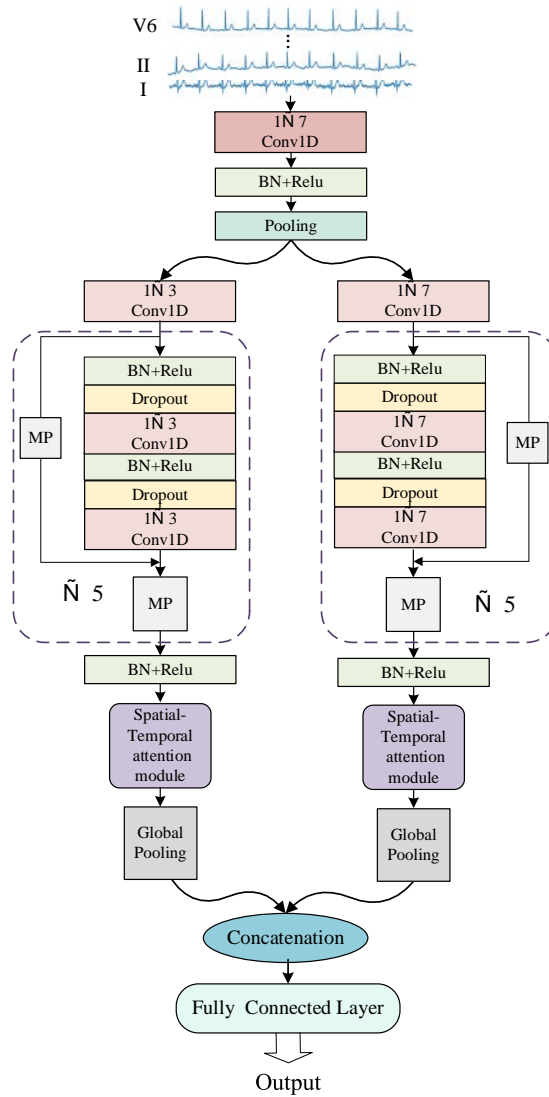 V6
⋮
II
I
1Ñ 7
Conv1D
BN+Relu
Pooling
1Ñ 3
Conv1D
BN+Relu
Dropout
1Ñ 3
Conv1D
BN+Relu
Dropout
1Ñ 3
Conv1D
MP
Ñ 5
MP
BN+Relu
Spatial-
Temporal
attention
module
Global
Pooling
1Ñ 7
Conv1D
BN+Relu
Dropout
1Ñ 7
Conv1D
BN+Relu
Dropout
1Ñ 7
Conv1D
MP
MP
Ñ 5
BN+Relu
Spatial-
Temporal
attention
module
Global
Pooling
Concatenation
Fully Connected Layer
Output